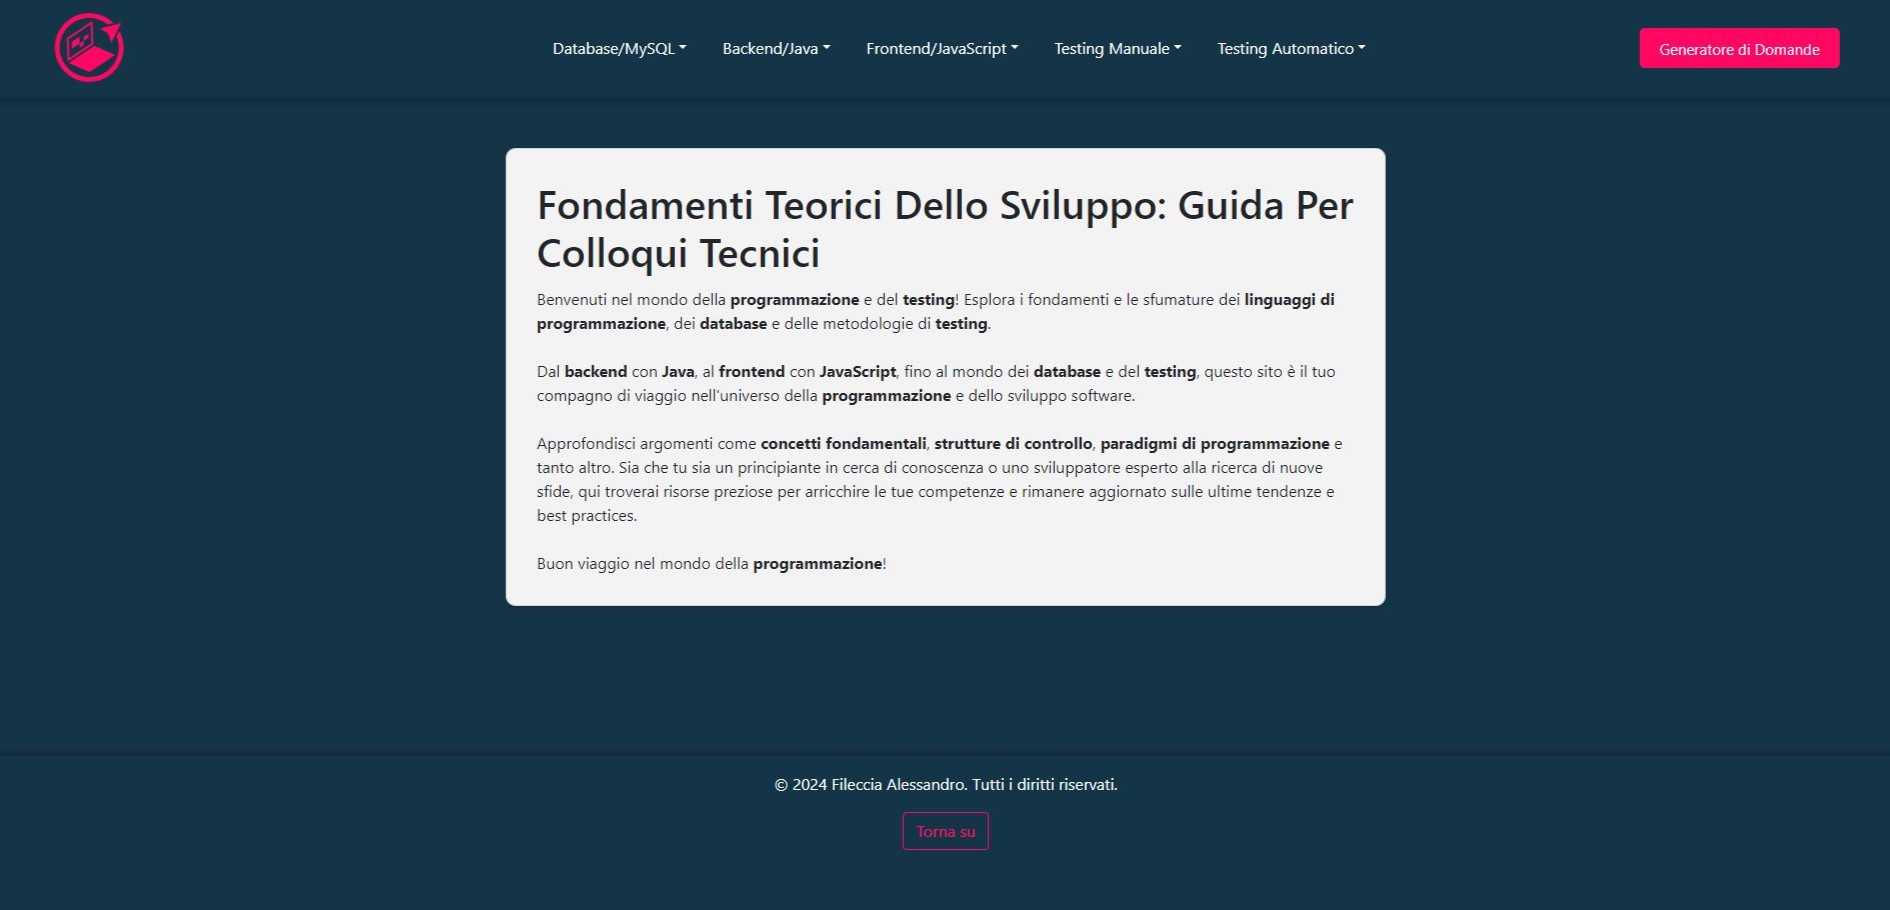 Database/MySQL
Backend/Java
Frontend/JavaScript
Testing Manuale
Testing Automatico
Generatore di Domande
Fondamenti Teorici Dello Sviluppo: Guida Per
Colloqui Tecnici
Benvenuti nel mondo della programmazione e del testing! Esplora i fondamenti e le sfumature dei linguaggi di
programmazione, dei database e delle metodologie di testing.
Dal backend con Java, al frontend con JavaScript, fino al mondo dei database e del testing, questo sito è il tuo
compagno di viaggio nell'universo della programmazione e dello sviluppo software.
Approfondisci argomenti come concetti fondamentali, strutture di controllo, paradigmi di programmazione e
tanto altro. Sia che tu sia un principiante in cerca di conoscenza o uno sviluppatore esperto alla ricerca di nuove
sfide, qui troverai risorse preziose per arricchire le tue competenze e rimanere aggiornato sulle ultime tendenze e
best practices.
Buon viaggio nel mondo della programmazione!
© 2024 Fileccia Alessandro. Tutti i diritti riservati.
Torna su